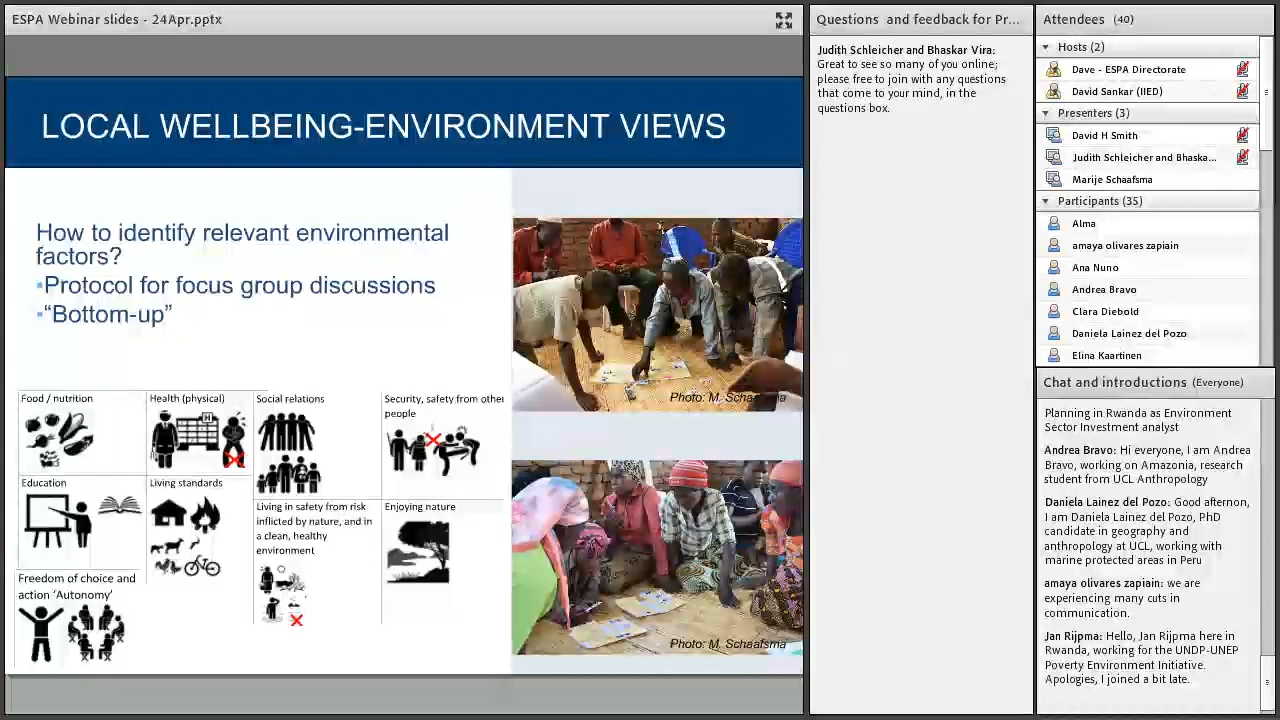 ESPA Webinar slides - 24Apr.pptx
LOCAL WELLBEING-ENVIRONMENT VIEWS
How to identify relevant environmental
factors?
•Protocol for focus group discussions
•“Bottom-up”
Food / nutrition
Health (physical)
Social relations
Security, safety from other
people
Education
Living standards
Living in safety from risk
inflicted by nature, and in
a clean, healthy
environment
Enjoying nature
Freedom of choice and
action ‘Autonomy’
Photo: M. Schaafsma
Photo: M. Schaafsma
Questions and feedback for Pr...
Judith Schleicher and Bhaskar Vira:
Great to see so many of you online;
please free to join with any questions
that come to your mind, in the
questions box.
Attendees (40)
Hosts (2)
Dave - ESPA Directorate
David Sankar (IIED)
Presenters (3)
David H Smith
Judith Schleicher and Bhaska...
Marije Schaafsma
Participants (35)
Alma
amaya olivares zapiain
Ana Nuno
Andrea Bravo
Clara Diebold
Daniela Lainez del Pozo
Elina Kaartinen
Chat and introductions (Everyone)
Planning in Rwanda as Environment
Sector Investment analyst
Andrea Bravo: Hi everyone, I am Andrea
Bravo, working on Amazonia, research
student from UCL Anthropology
Daniela Lainez del Pozo: Good afternon,
I am Daniela Lainez del Pozo, PhD
candidate in geography and
anthropology at UCL, working with
marine protected areas in Peru
amaya olivares zapiain: we are
experiencing many cuts in
communication.
Jan Rijpma: Hello, Jan Rijpma here in
Rwanda, working for the UNDP-UNEP
Poverty Environment Initiative.
Apologies, I joined a bit late.